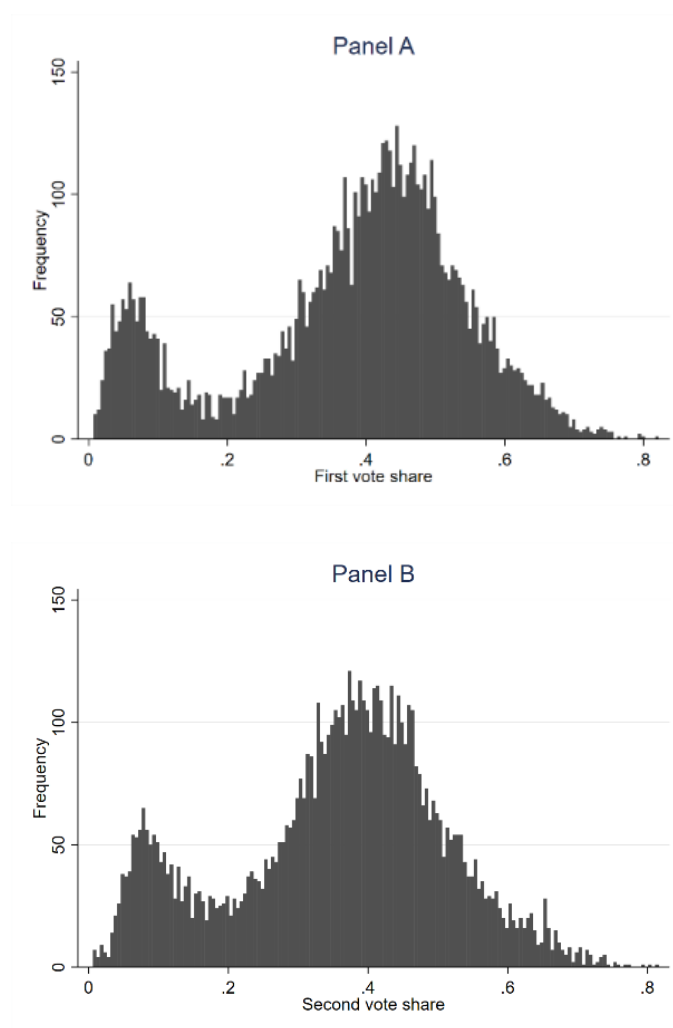 Panel A
150
100
50
0
Frequency
0 .2 .4 .6 .8
First vote share
Panel B
150
100
50
0
Frequency
0 .2 .4 .6 .8
Second vote share